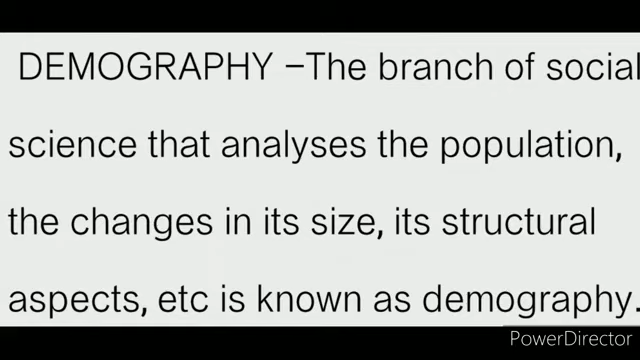 DEMOGRAPHY –The branch of social
science that analyses the population,
the changes in its size, its structural
aspects, etc is known as demography.
PowerDirector